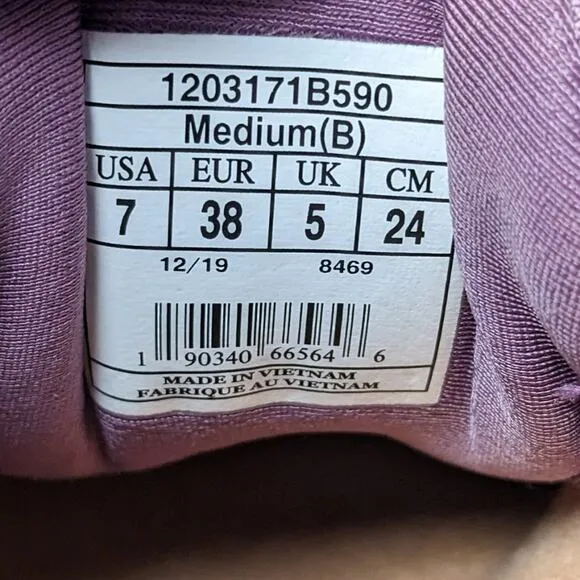 1203171B590
Medium(B)
USA EUR UK CM
7 38 5 24
12/19 8469
1 90340 66564 6
MADE IN VIETNAM
FABRIQUE AU VIETNAM